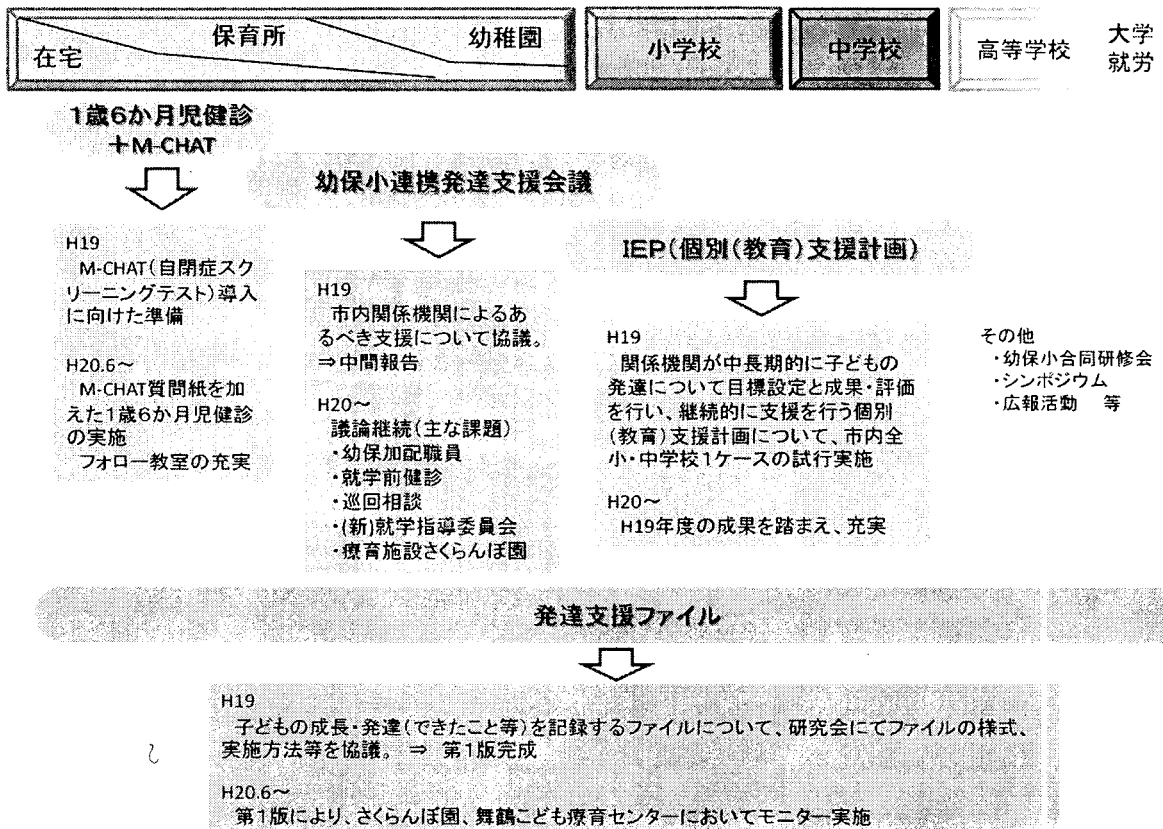 在宅
保育所
幼稚園
小学校
中学校
高等学校
大学
就労
1歳6か月児健診
+M-CHAT
幼保小連携発達支援会議
IEP(個別(教育)支援計画)
H19
M-CHAT(自閉症スク
リーニングテスト)導入
に向けた準備
H20.6~
M-CHAT質問紙を加
えた1歳6か月児健診
の実施
フォロー教室の充実
H19
市内関係機関によるあ
るべき支援について協議。
⇒中間報告
H20~
議論継続(主な課題)
・幼保加配職員
・就学前健診
・巡回相談
・(新)就学指導委員会
・療育施設さくらんぼ園
H19
関係機関が中長期的に子どもの
発達について目標設定と成果・評価
を行い、継続的に支援を行う個別
(教育)支援計画について、市内全
小・中学校1ケースの試行実施
H20~
H19年度の成果を踏まえ、充実
その他
・幼保小合同研修会
・シンポジウム
・広報活動 等
発達支援ファイル
H19
子どもの成長・発達(できたこと等)を記録するファイルについて、研究会にてファイルの様式、
実施方法等を協議。 ⇒ 第1版完成
H20.6~
第1版により、さくらんぼ園、舞鶴こども療育センターにおいてモニター実施